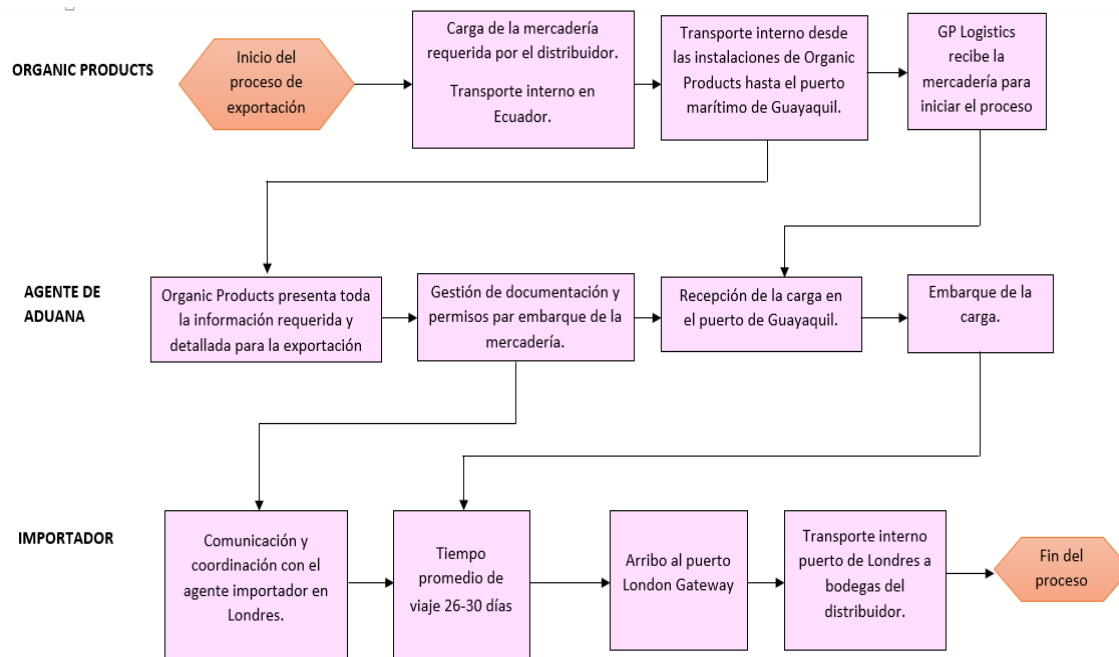 ORGANIC PRODUCTS
Inicio del
proceso de
exportación
Carga de la mercadería
requerida por el distribuidor.
Transporte interno en
Ecuador.
Transporte interno desde
las instalaciones de Organic
Products hasta el puerto
marítimo de Guayaquil.
GP Logistics
recibe la
mercadería para
iniciar el proceso
AGENTE DE
ADUANA
Organic Products presenta toda
la información requerida y
detallada para la exportación
Gestión de documentación y
permisos par embarque de la
mercadería.
Recepción de la carga en
el puerto de Guayaquil.
Embarque de la
carga.
IMPORTADOR
Comunicación y
coordinación con el
agente importador en
Londres.
Tiempo
promedio de
viaje 26-30 días
Arribo al puerto
London Gateway
Transporte interno
puerto de Londres a
bodegas del
distribuidor.
Fin del
proceso